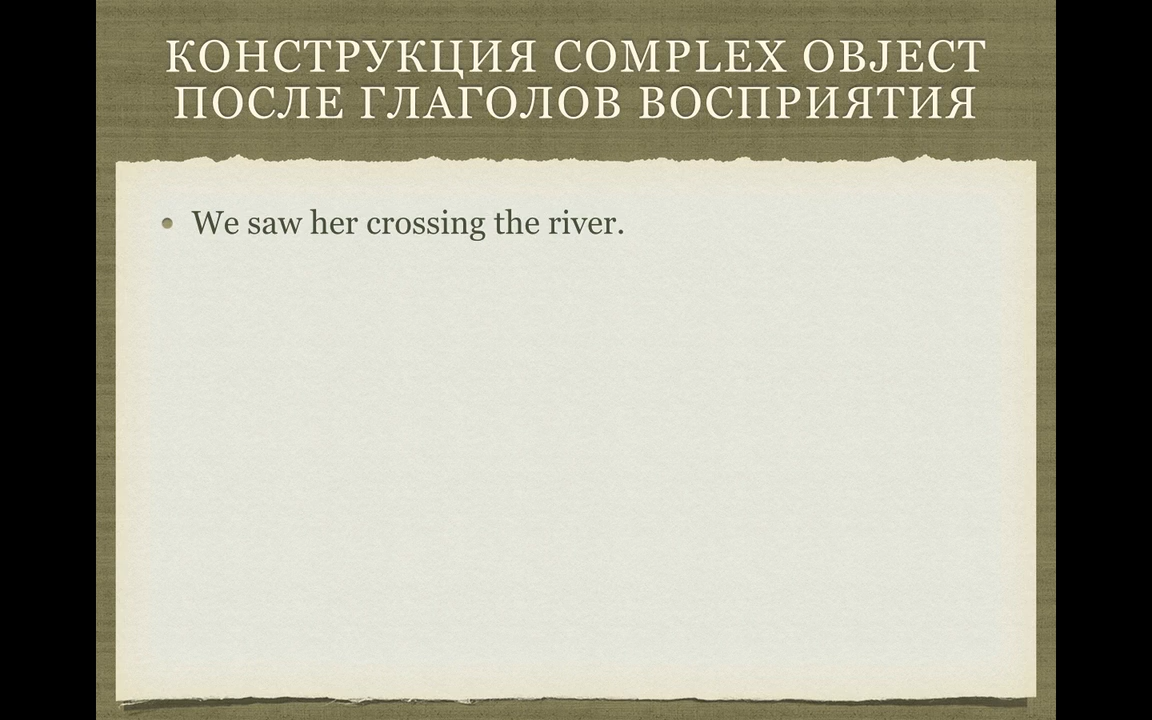 КОНСТРУКЦИЯ COMPLEX OBJECT
ПОСЛЕ ГЛАГОЛОВ ВОСПРИЯТИЯ
• We saw her crossing the river.